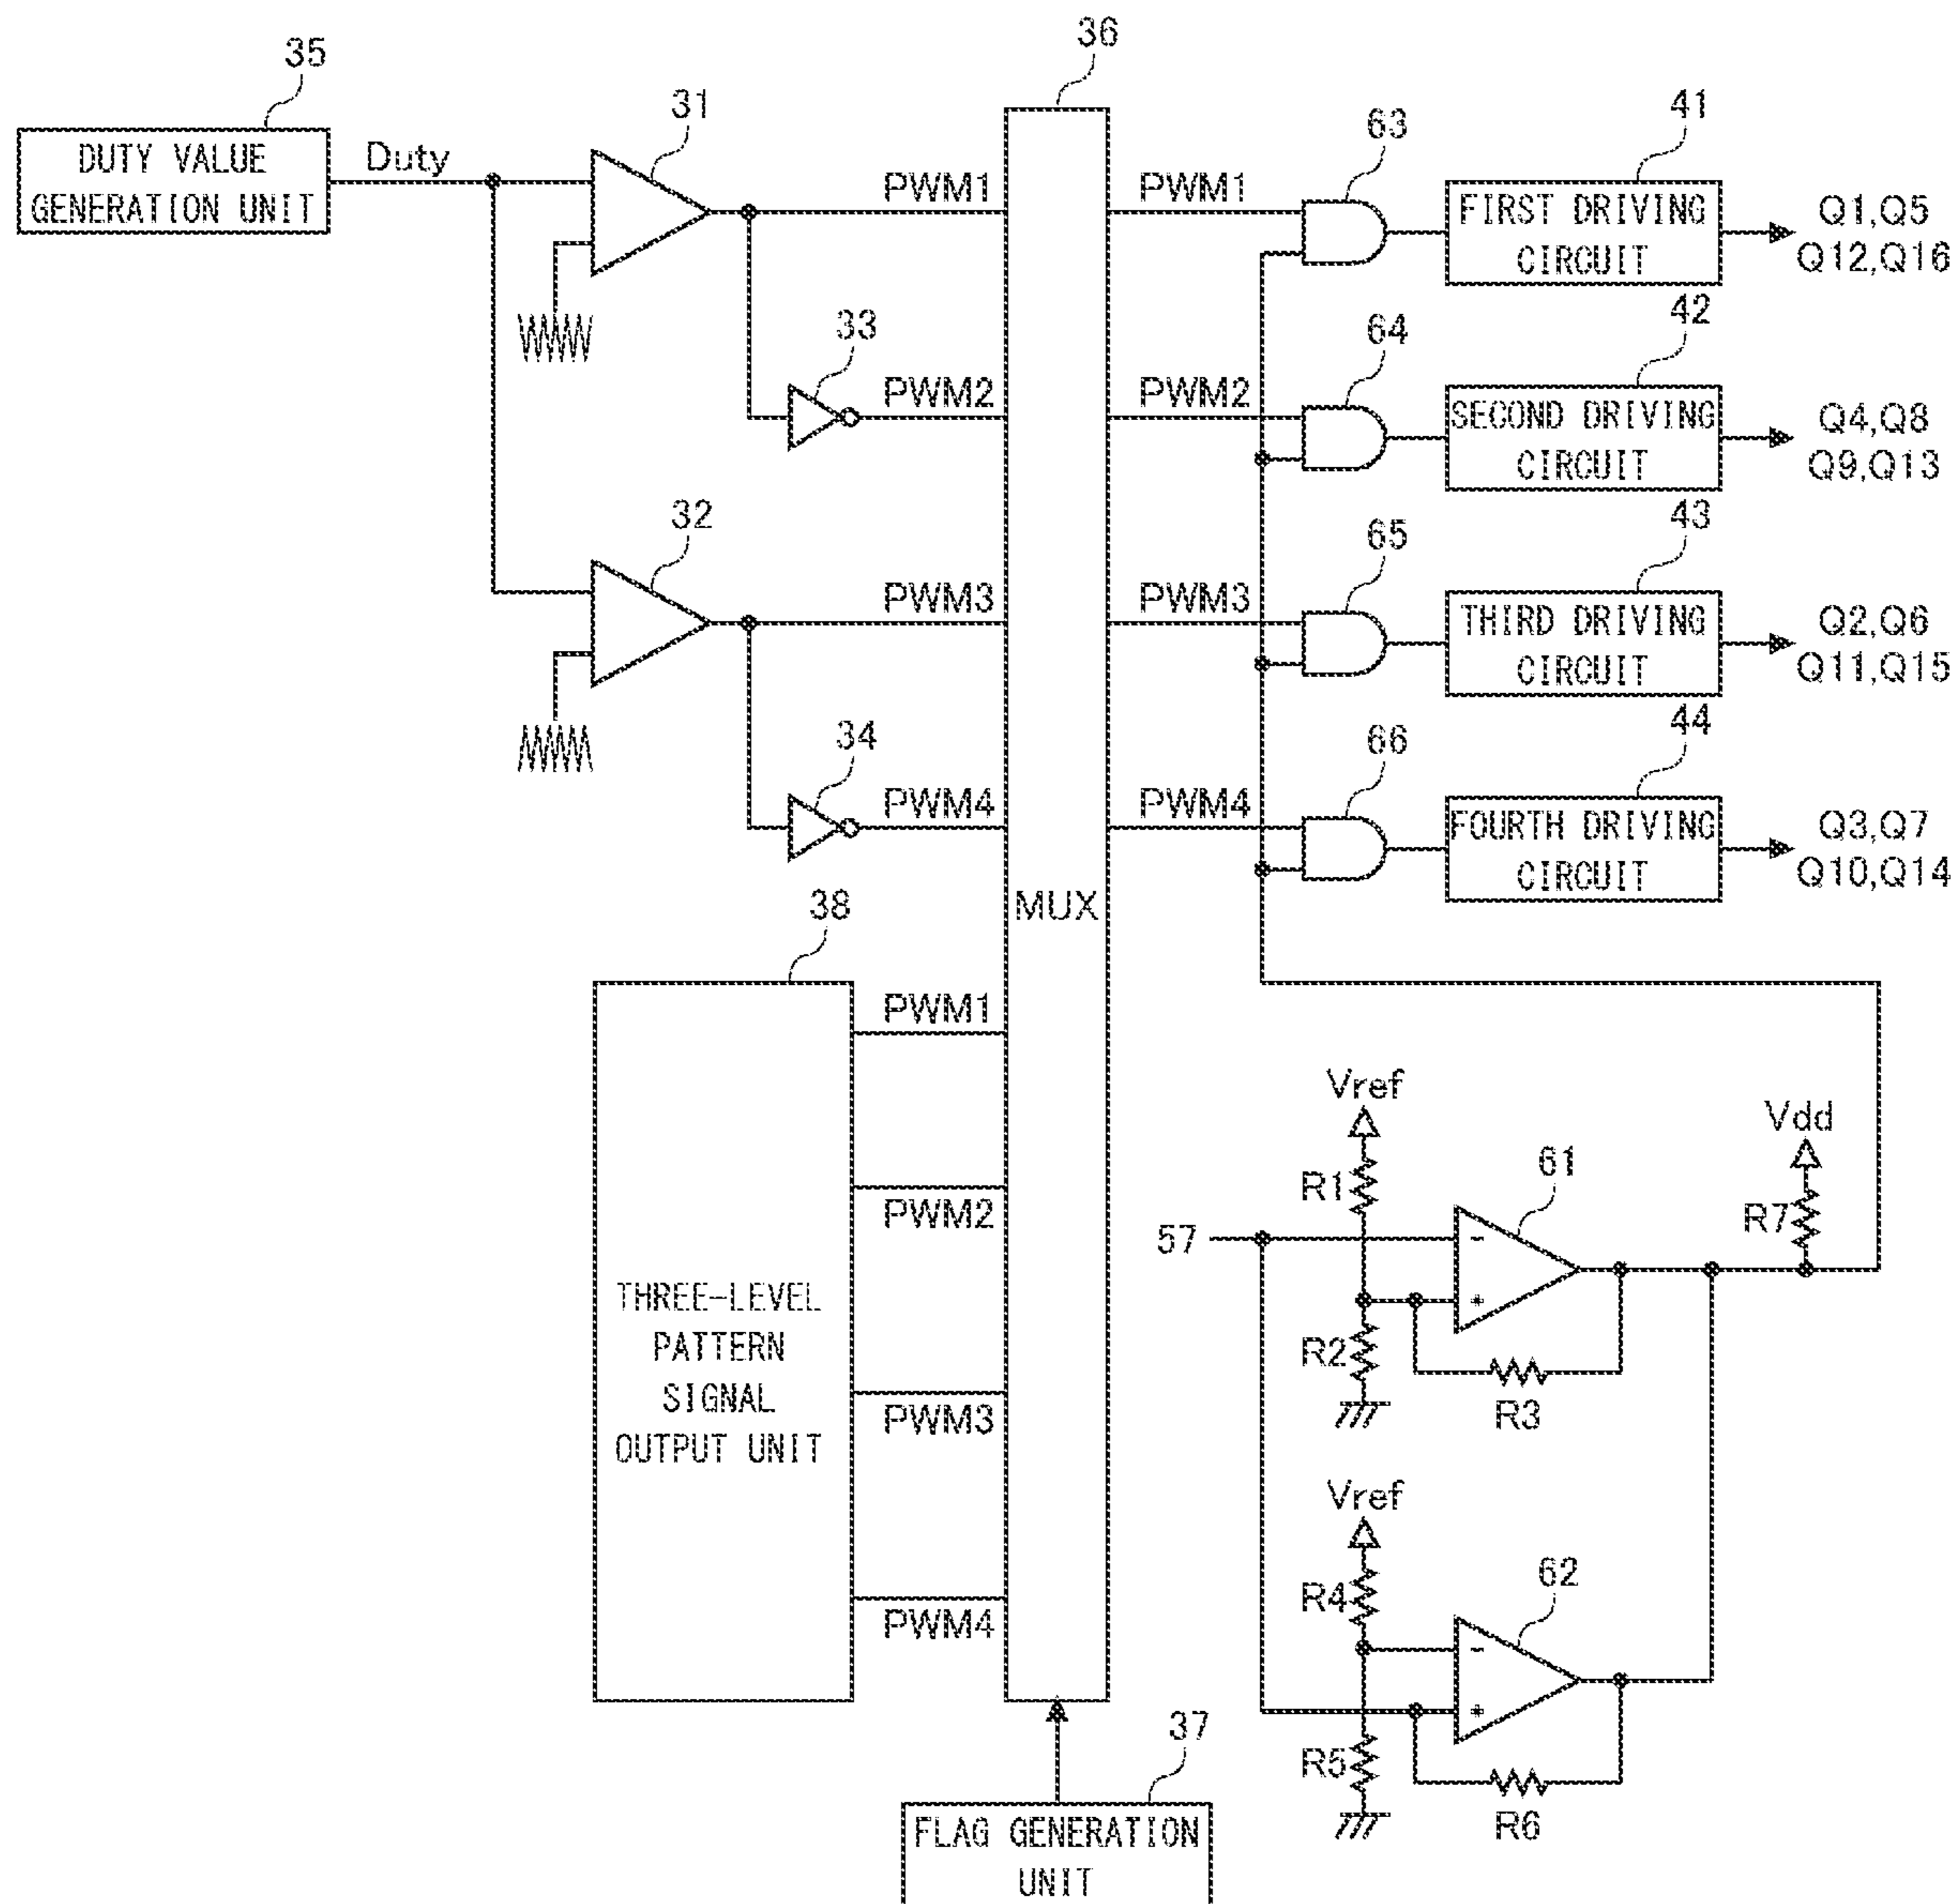 35
DUTY VALUE
GENERATION UNIT
Duty
31
36
PWM1
PWM1
63
41
FIRST DRIVING
CIRCUIT
Q1,Q5
Q12,Q16
33
PWM2
PWM2
64
42
SECOND DRIVING
CIRCUIT
Q4,Q8
Q9,Q13
32
PWM3
PWM3
65
43
THIRD DRIVING
CIRCUIT
Q2,Q6
Q11,Q15
34
PWM4
MUX
PWM4
66
44
FOURTH DRIVING
CIRCUIT
Q3,Q7
Q10,Q14
38
THREE-LEVEL
PATTERN
SIGNAL
OUTPUT UNIT
PWM1
PWM2
PWM3
PWM4
37
FLAG GENERATION
UNIT
57
Vref
R1
R2
-
+
61
R3
Vdd
R7
Vref
R4
R5
-
+
62
R6